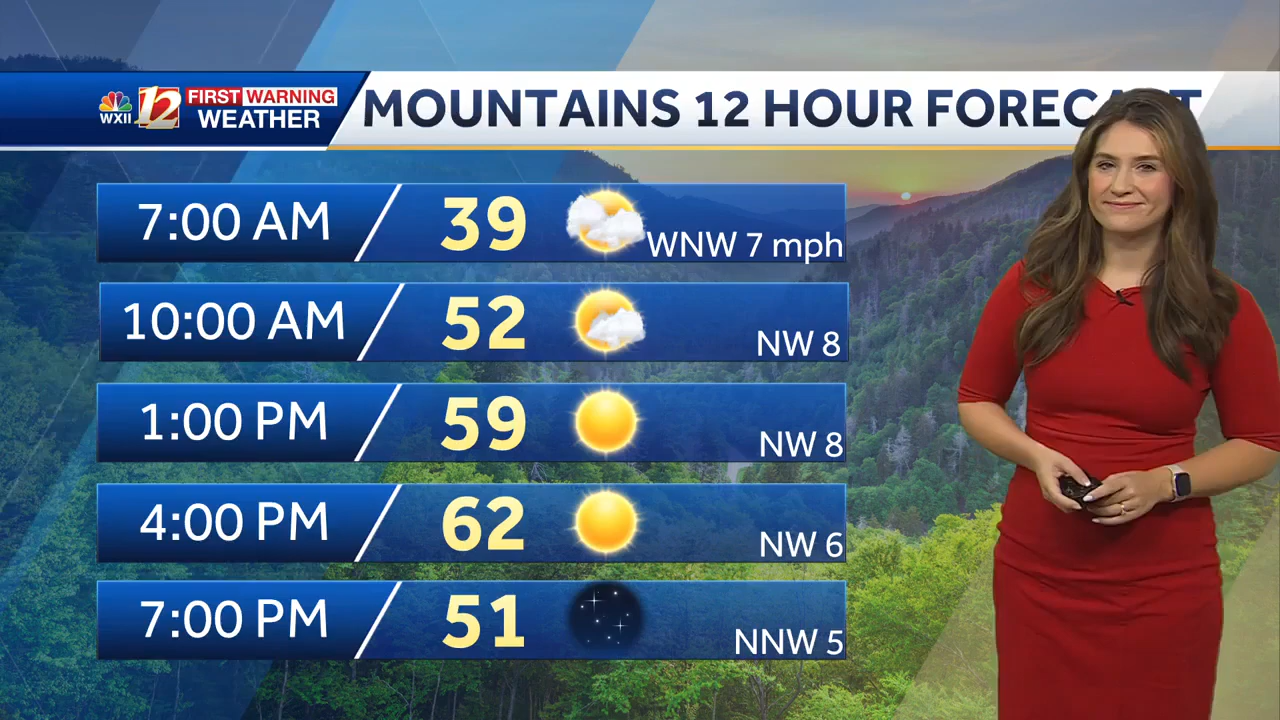 WXII 12 FIRST WARNING WEATHER
MOUNTAINS 12 HOUR FORECAST
7:00 AM 39 WNW 7 mph
10:00 AM 52 NW 8
1:00 PM 59 NW 8
4:00 PM 62 NW 6
7:00 PM 51 NNW 5